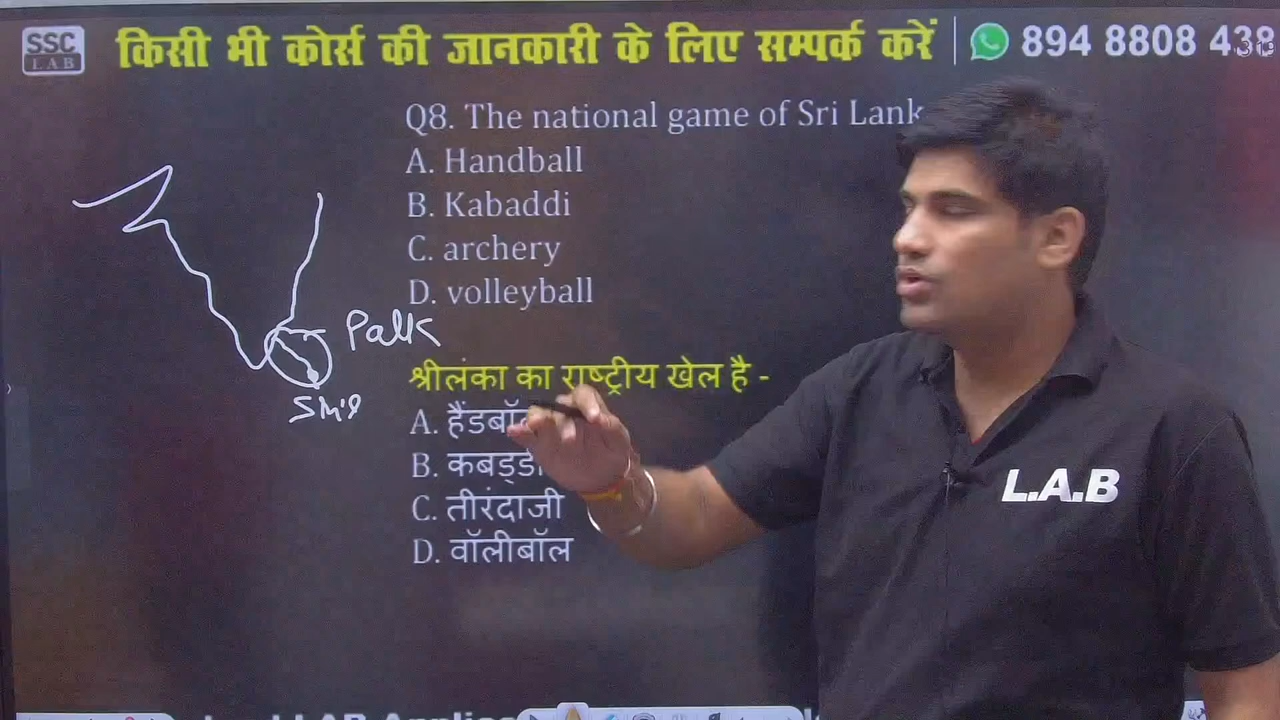 SSC
LAB
किसी भी कोर्स की जानकारी के लिए सम्पर्क करें
894 8808 438
Q8. The national game of Sri Lank
A. Handball
B. Kabaddi
C. archery
D. volleyball
Palk
श्रीलंका का राष्ट्रीय खेल है -
A. हैंडबॉ
B. कबड्डी
C. तीरंदाजी
D. वॉलीबॉल
L.A.B